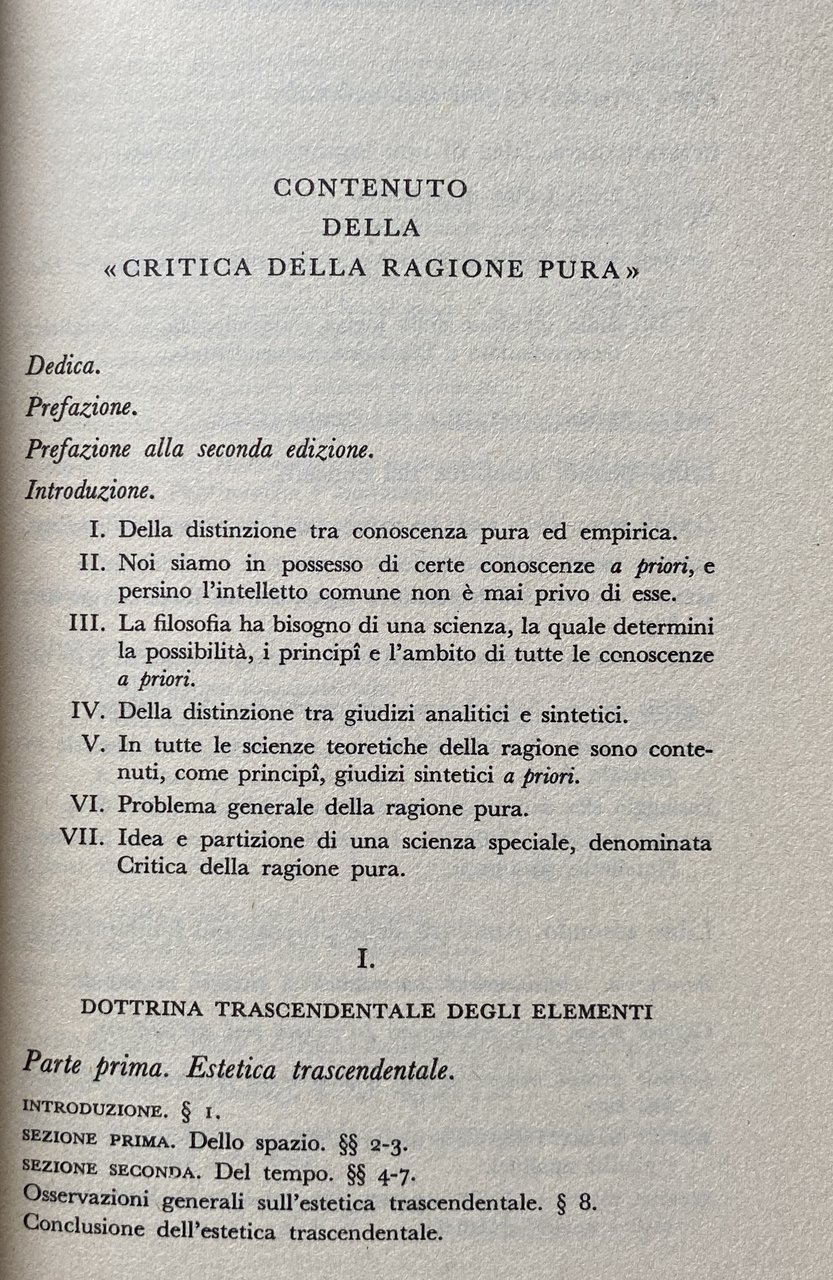 CONTENUTO
DELLA
«CRITICA DELLA RAGIONE PURA»
Dedica.
Prefazione.
Prefazione alla seconda edizione.
Introduzione.
I. Della distinzione tra conoscenza pura ed empirica.
II. Noi siamo in possesso di certe conoscenze a priori, e
persino l'intelletto comune non è mai privo di esse.
III. La filosofia ha bisogno di una scienza, la quale determini
la possibilità, i principî e l'ambito di tutte le conoscenze
a priori.
IV. Della distinzione tra giudizi analitici e sintetici.
V. In tutte le scienze teoretiche della ragione sono conte-
nuti, come principî, giudizi sintetici a priori.
VI. Problema generale della ragione pura.
VII. Idea e partizione di una scienza speciale, denominata
Critica della ragione pura.
I.
DOTTRINA TRASCENDENTALE DEGLI ELEMENTI
Parte prima. Estetica trascendentale.
INTRODUZIONE. § 1.
SEZIONE PRIMA. Dello spazio. §§ 2-3.
SEZIONE SECONDA. Del tempo. §§ 4-7.
Osservazioni generali sull'estetica trascendentale. § 8.
Conclusione dell'estetica trascendentale.